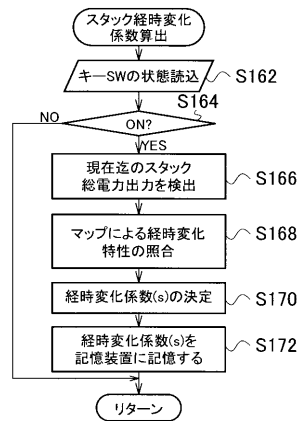 スタック経時変化
係数算出
キーSWの状態読込
S162
S164
NO
ON?
YES
現在迄のスタック
総電力出力を検出
S166
マップによる経時変化
特性の照合
S168
経時変化係数(s)の決定
S170
経時変化係数(s)を
記憶装置に記憶する
S172
リターン